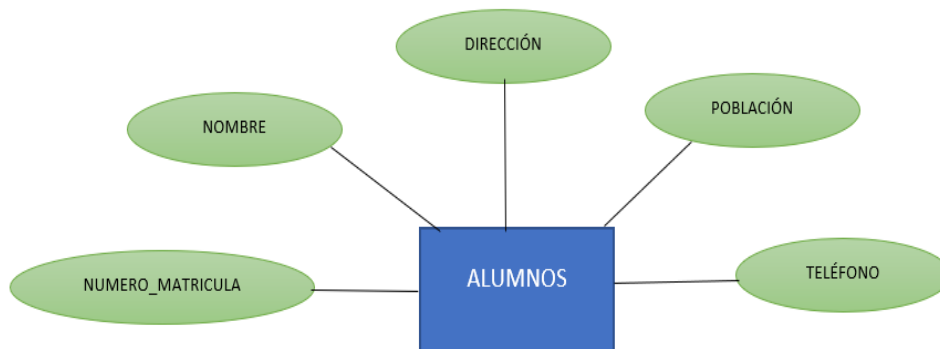 DIRECCIÓN
NOMBRE
POBLACIÓN
NUMERO_MATRICULA
ALUMNOS
TELÉFONO